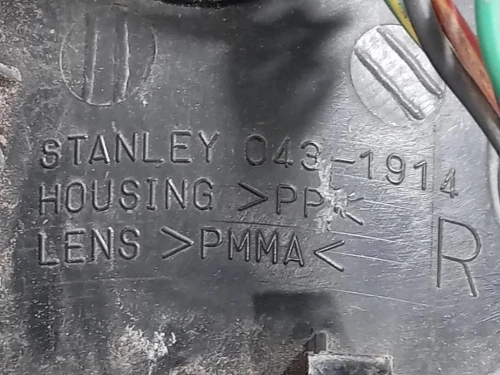 STANLEY 043-1914
HOUSING >PP<
LENS >PMMA<
R